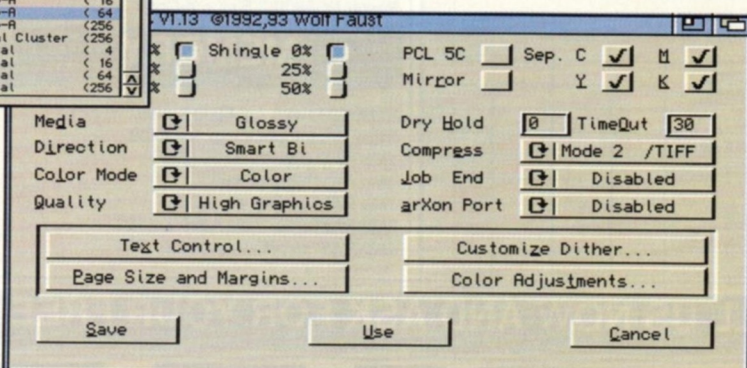 -A < 16
-A < 64
-A <256
l Cluster <256
al < 4
al < 16
al < 64
al <256
V1.13 ©1992,93 Wolf Faust
% Shingle 0%
% 25%
% 50%
PCL 5C Sep. C M
Mirror Y K
Media Glossy
Direction Smart Bi
Color Mode Color
Quality High Graphics
Dry Hold 0 TimeOut 30
Compress Mode 2 /TIFF
Job End Disabled
arXon Port Disabled
Text Control...
Customize Dither...
Page Size and Margins...
Color Adjustments...
Save
Use
Cancel